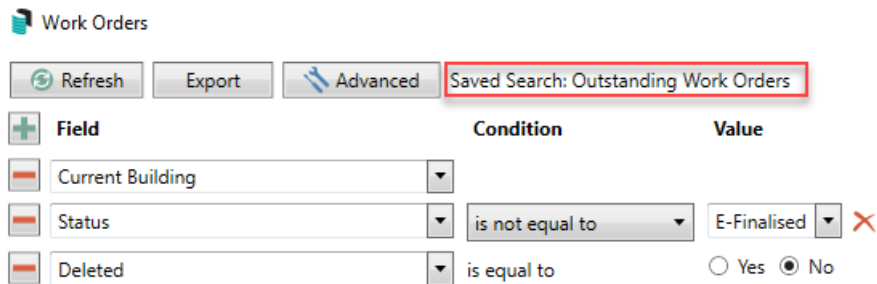 Work Orders
Refresh Export Advanced Saved Search: Outstanding Work Orders
Field Condition Value
Current Building
Status is not equal to E-Finalised
Deleted is equal to Yes No